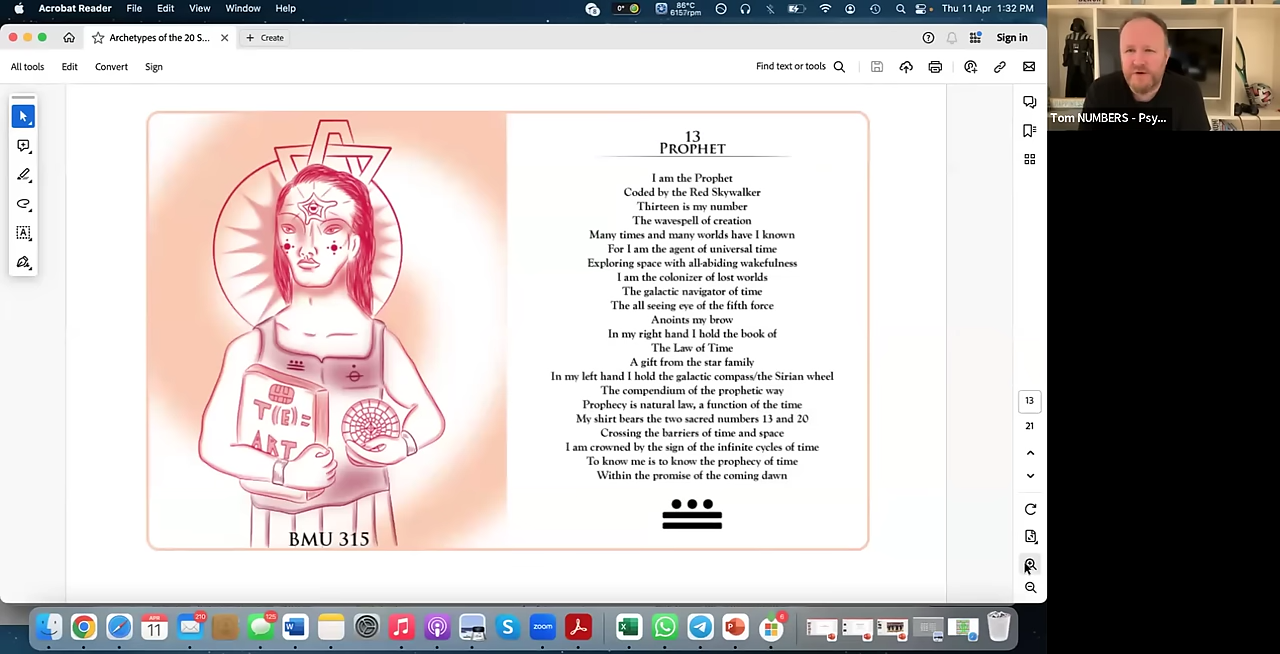 Acrobat Reader File Edit View Window Help
0°
86°C
6157rpm
Thu 11 Apr 1:32 PM
Archetypes of the 20 S...
Create
Sign in
All tools Edit Convert Sign
Find text or tools
Tom NUMBERS - Psy...
13
PROPHET
I am the Prophet
Coded by the Red Skywalker
Thirteen is my number
The wavespell of creation
Many times and many worlds have I known
For I am the agent of universal time
Exploring space with all-abiding wakefulness
I am the colonizer of lost worlds
The galactic navigator of time
The all seeing eye of the fifth force
Anoints my brow
In my right hand I hold the book of
The Law of Time
A gift from the star family
In my left hand I hold the galactic compass/the Sirian wheel
The compendium of the prophetic way
Prophecy is natural law, a function of the time
My shirt bears the two sacred numbers 13 and 20
Crossing the barriers of time and space
I am crowned by the sign of the infinite cycles of time
To know me is to know the prophecy of time
Within the promise of the coming dawn
T(E)=
ART
BMU 315
13
21
APR
11
210
125
zoom
6